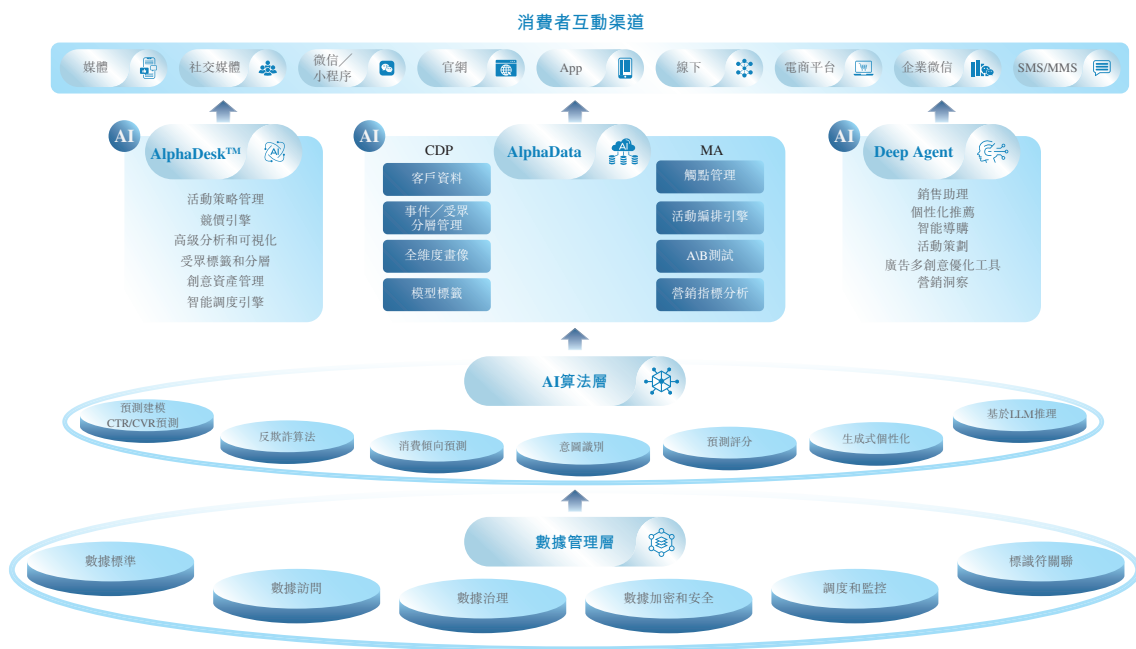 消費者互動渠道
媒體
社交媒體
微信／
小程序
官網
App
線下
電商平台
企業微信
SMS/MMS
AI
AlphaDesk™
AI
活動策略管理
競價引擎
高級分析和可視化
受眾標籤和分層
創意資產管理
智能調度引擎
AI
CDP
AlphaData
AI
MA
客戶資料
事件／受眾
分層管理
全維度畫像
模型標籤
觸點管理
活動編排引擎
A\B測試
營銷指標分析
AI
Deep Agent
銷售助理
個性化推薦
智能導購
活動策劃
廣告多創意優化工具
營銷洞察
AI算法層
預測建模
CTR/CVR預測
反欺詐算法
消費傾向預測
意圖識別
預測評分
生成式個性化
基於LLM推理
數據管理層
數據標準
數據訪問
數據治理
數據加密和安全
調度和監控
標識符關聯